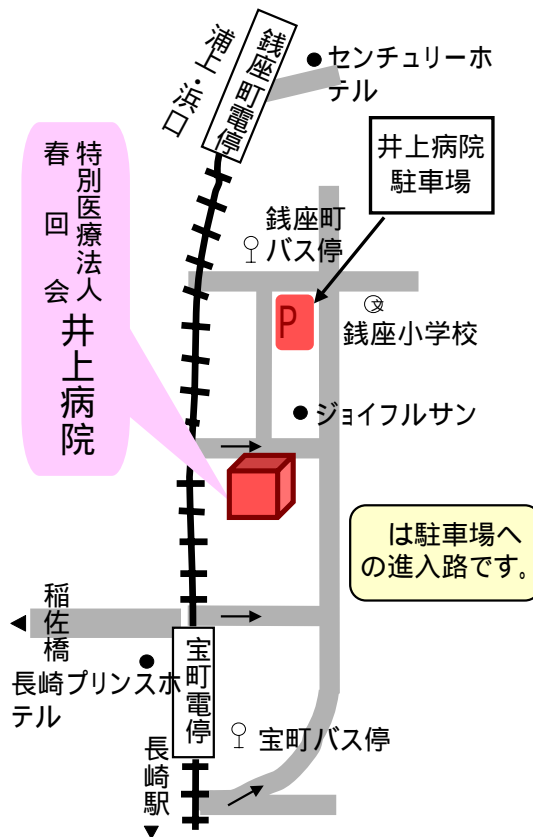 浦上・浜口
銭座町電停
センチュリーホ
テル
井上病院
駐車場
特別医療法人
春回会
井上病院
銭座町
バス停
P
文
銭座小学校
ジョイフルサン
は駐車場へ
の進入路です。
稲佐橋
長崎プリンスホ
テル
宝町電停
宝町バス停
長崎駅